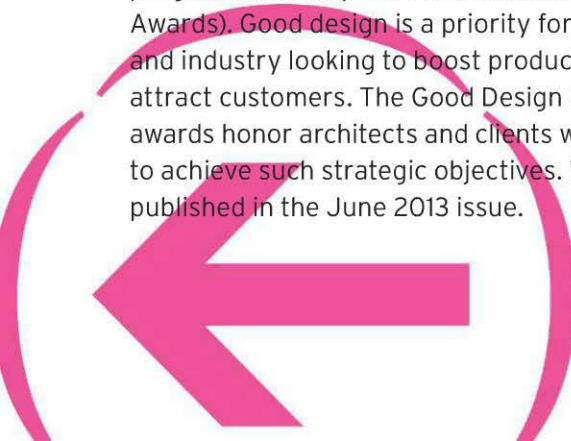 Awards). Good design is a priority for
and industry looking to boost produc
attract customers. The Good Design
awards honor architects and clients w
to achieve such strategic objectives.
published in the June 2013 issue.